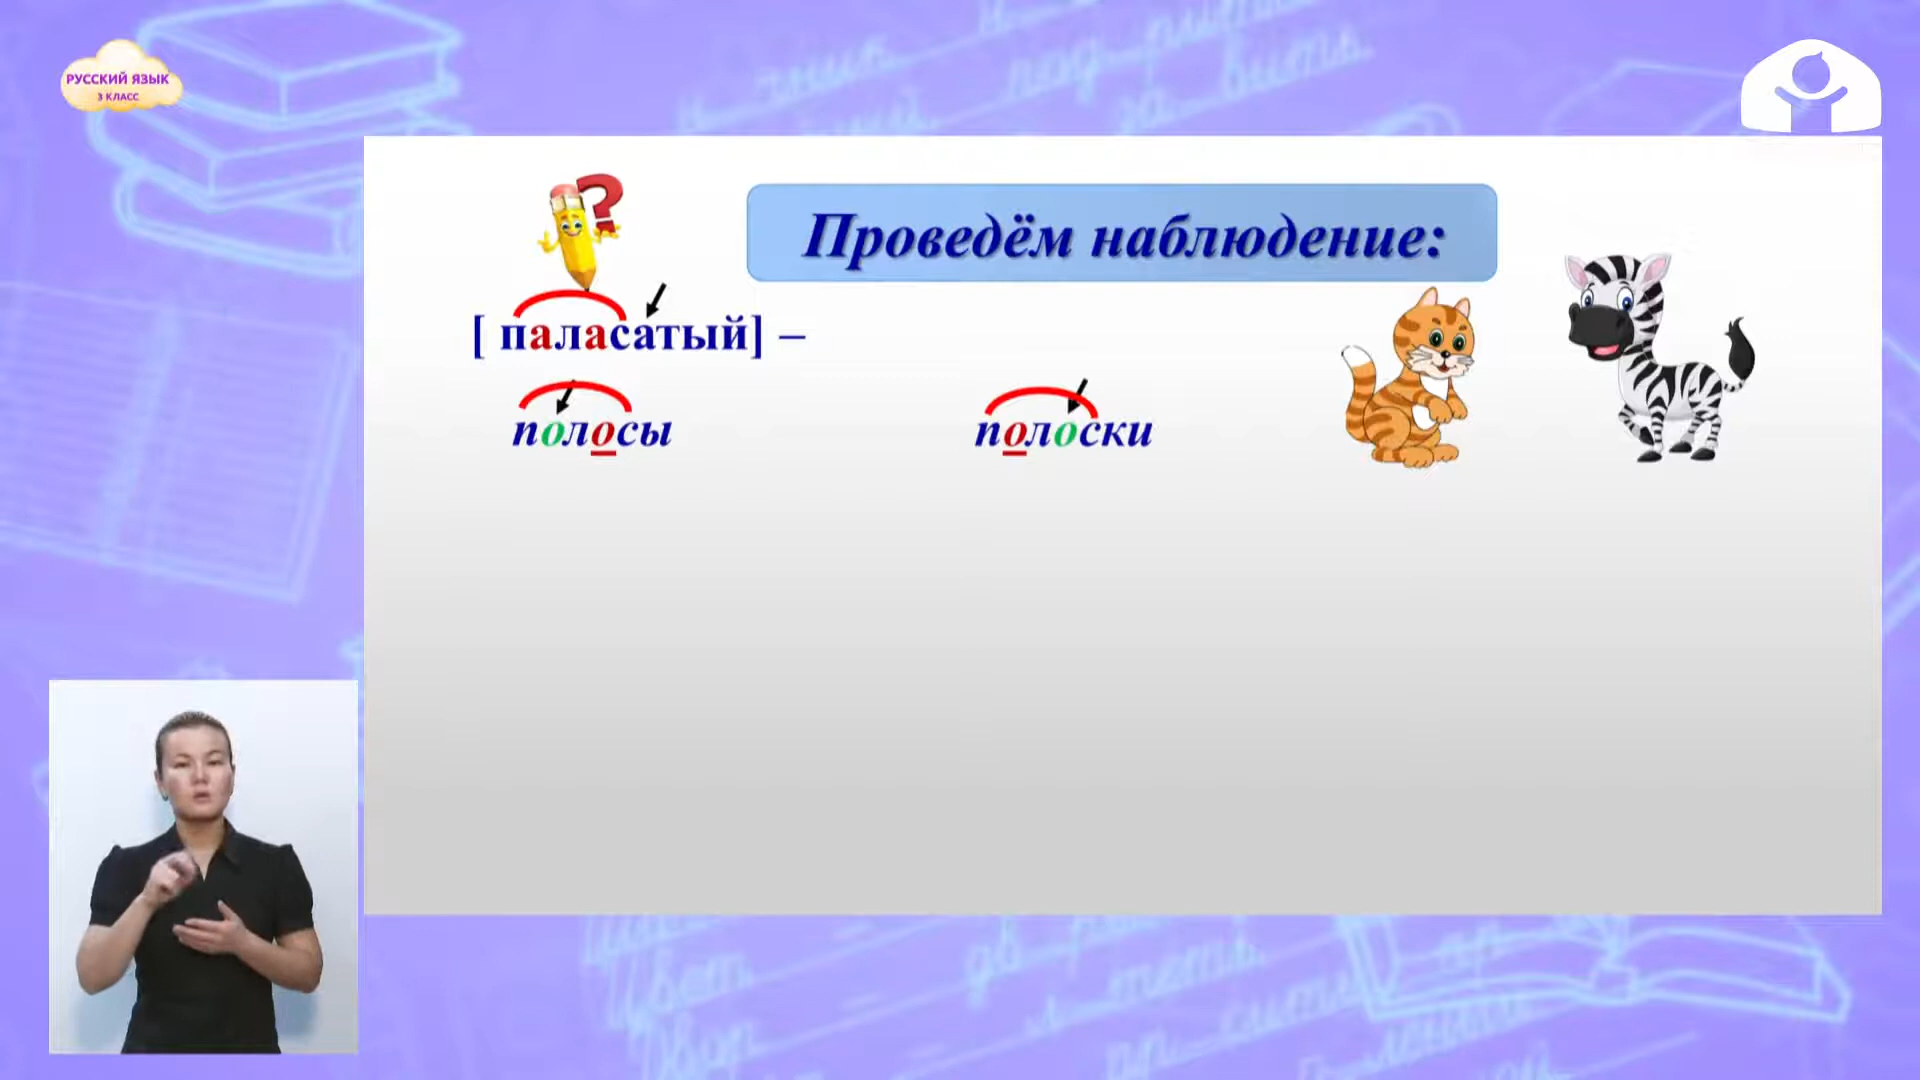 РУССКИЙ ЯЗЫК
3 КЛАСС
Проведём наблюдение:
[ паласатый] –
полосы полоски